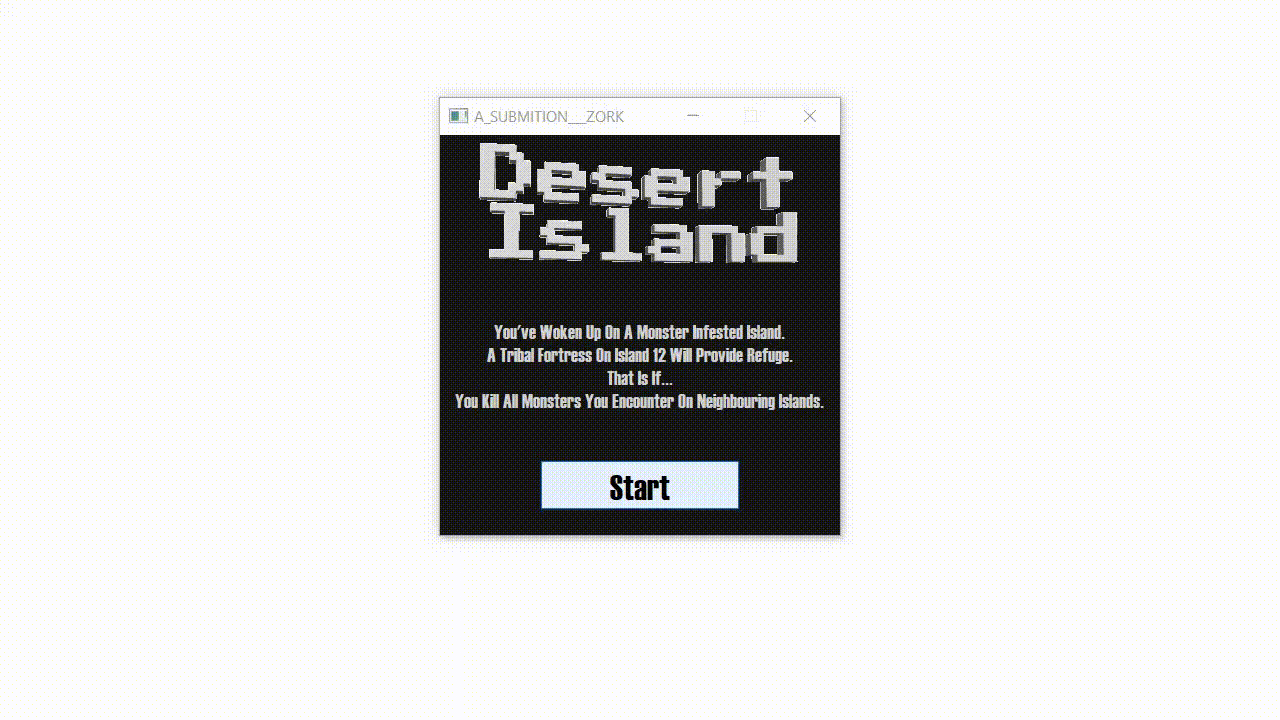 A_SUBMITION___ZORK
Desert
Island
You've Woken Up On A Monster Infested Island.
A Tribal Fortress On Island 12 Will Provide Refuge.
That Is If...
You Kill All Monsters You Encounter On Neighbouring Islands.
Start